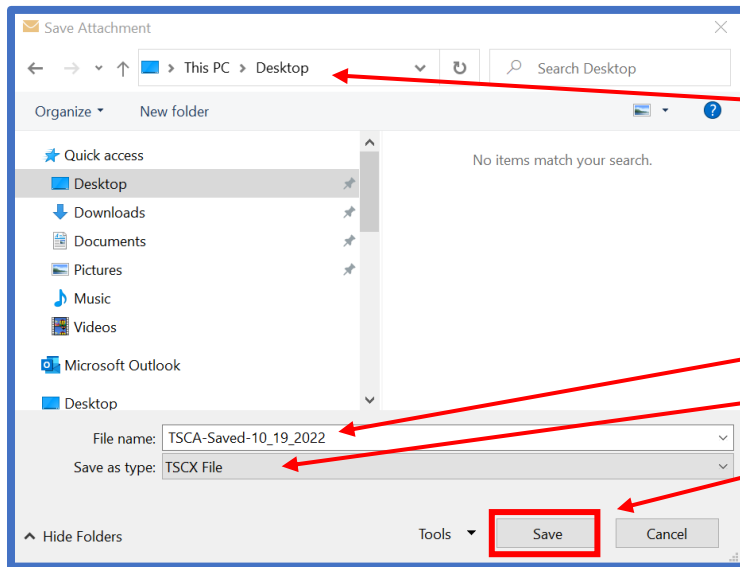 Save Attachment
This PC > Desktop
Search Desktop
Organize
New folder
?
Quick access
Desktop
Downloads
Documents
Pictures
Music
Videos
Microsoft Outlook
Desktop
No items match your search.
File name: TSCA-Saved-10_19_2022
Save as type: TSCX File
Hide Folders
Tools
Save
Cancel